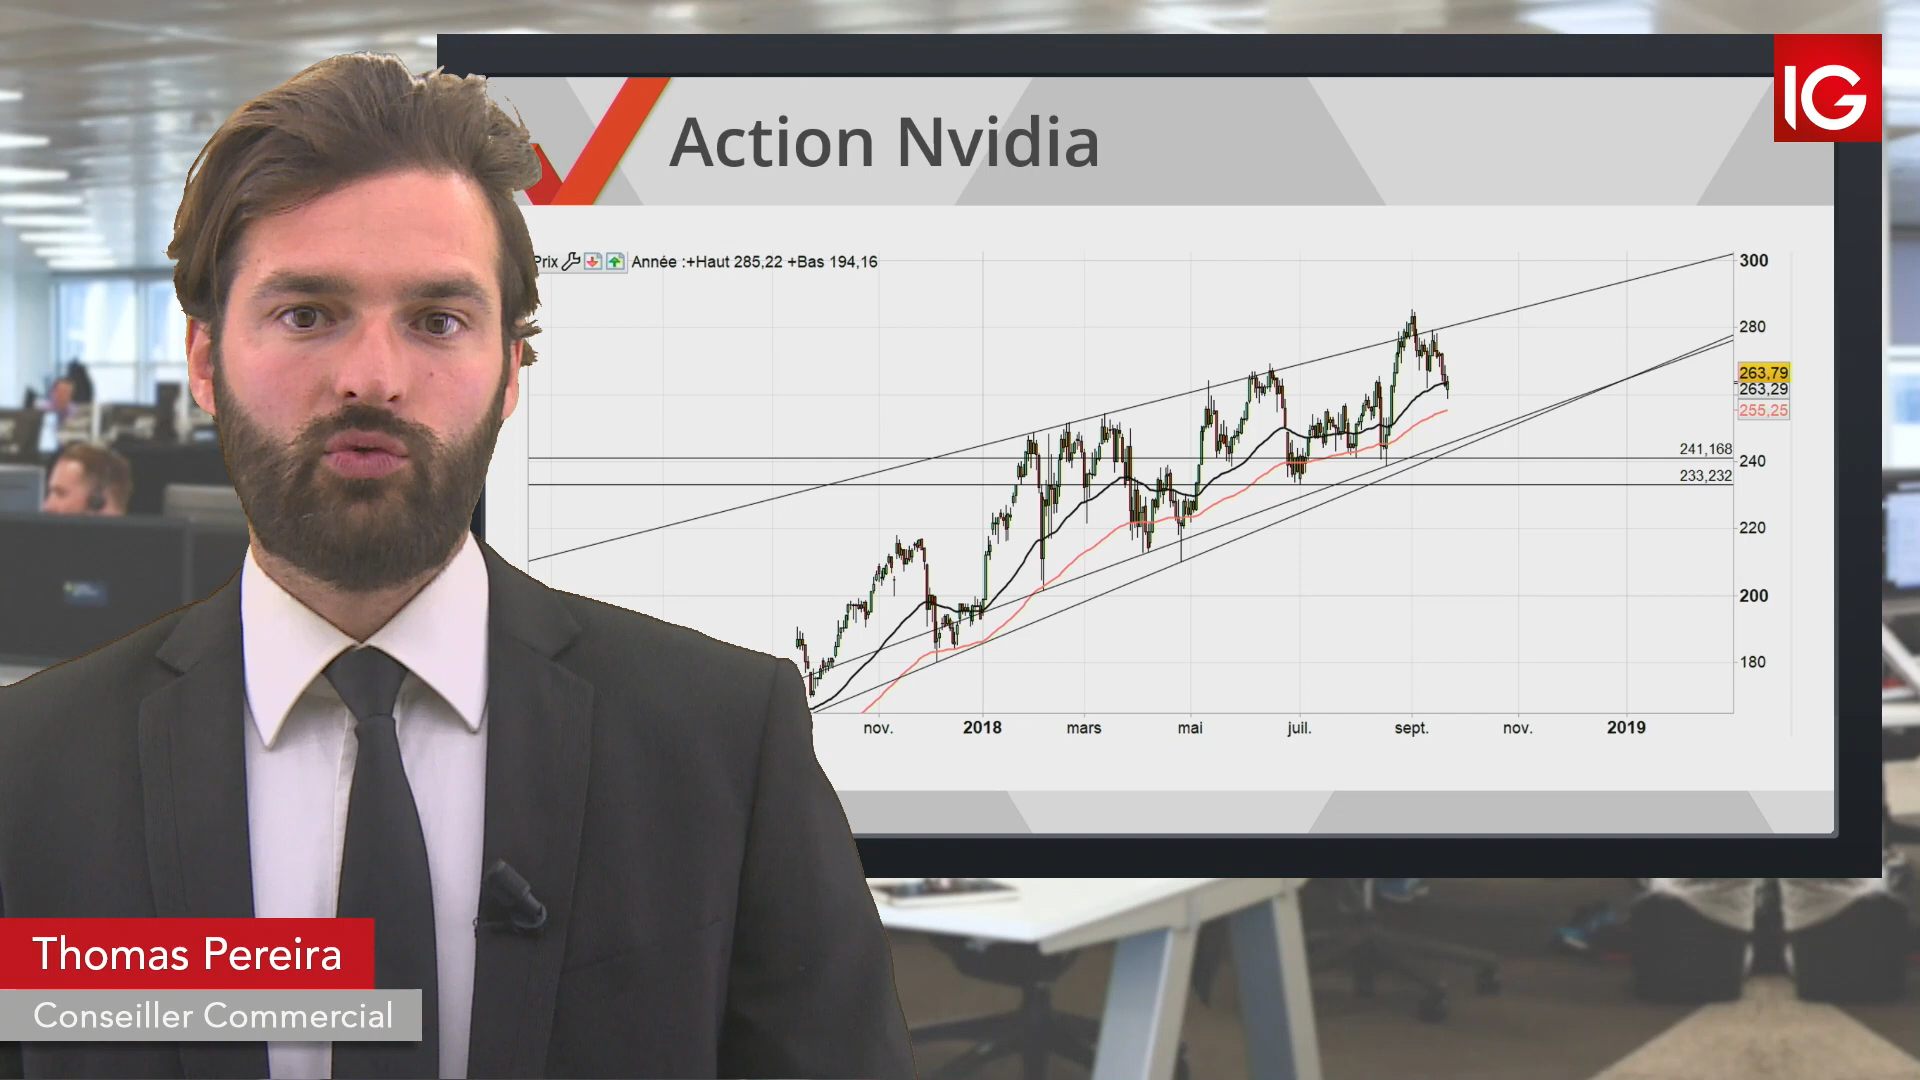 IG
Action Nvidia
Prix Année :+Haut 285,22 +Bas 194,16
300
280
263,79
263,29
255,25
241,168
240
233,232
220
200
180
nov. 2018 mars mai juil. sept. nov. 2019
Thomas Pereira
Conseiller Commercial